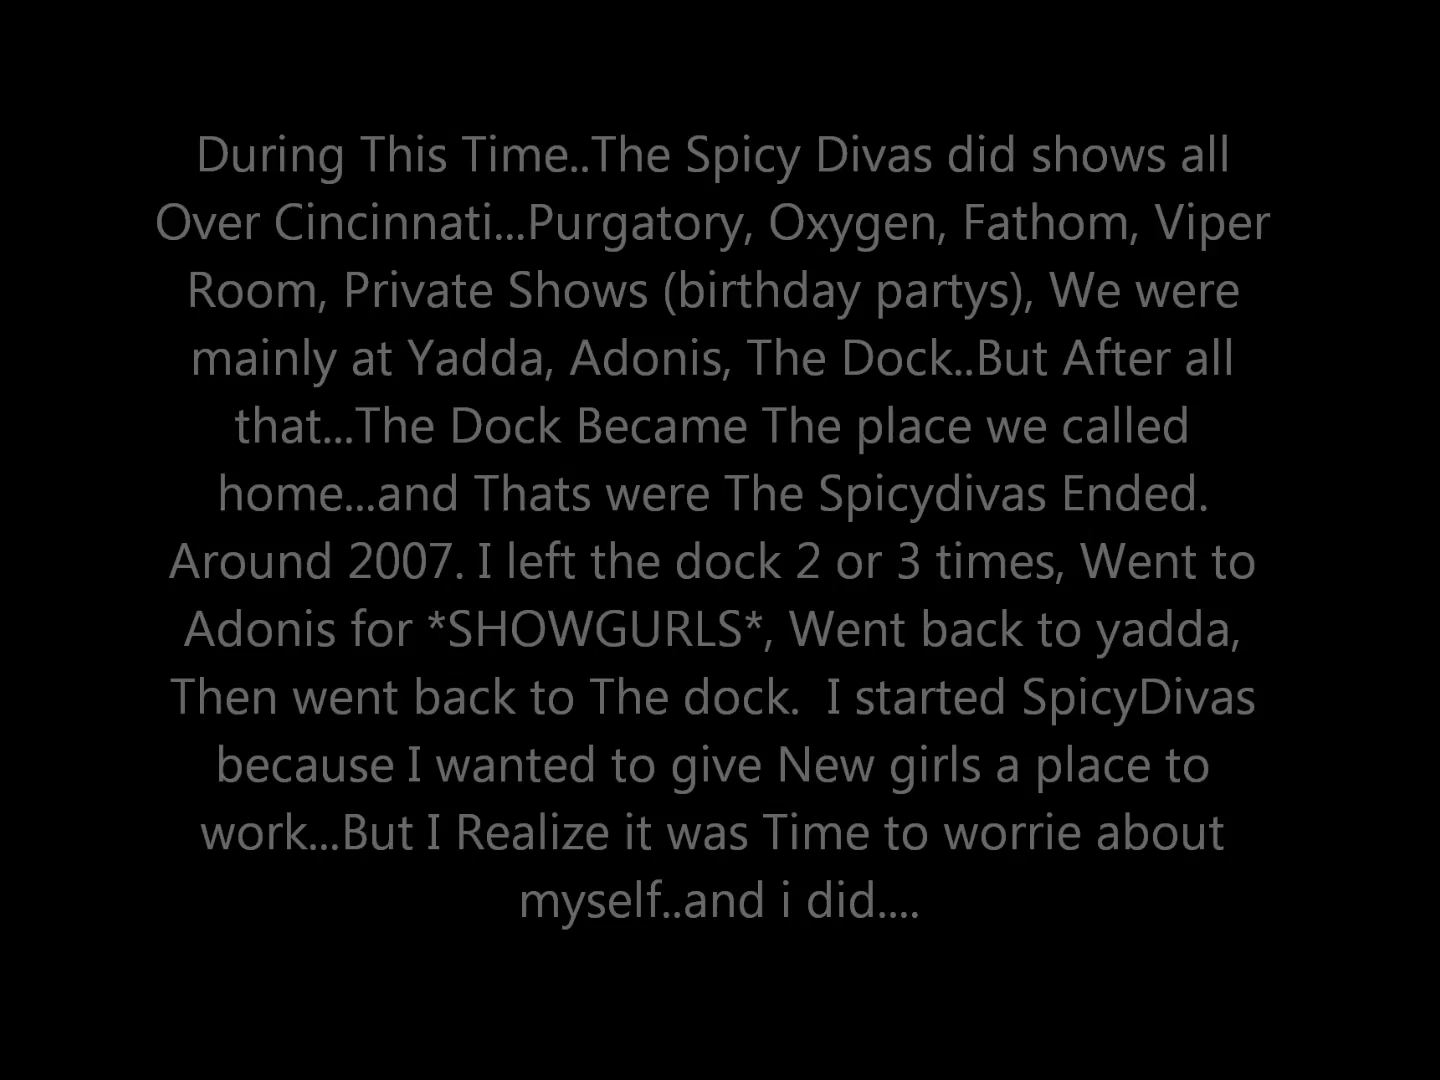 During This Time..The Spicy Divas did shows all
Over Cincinnati...Purgatory, Oxygen, Fathom, Viper
Room, Private Shows (birthday partys), We were
mainly at Yadda, Adonis, The Dock..But After all
that...The Dock Became The place we called
home...and Thats were The Spicydivas Ended.
Around 2007. I left the dock 2 or 3 times, Went to
Adonis for *SHOWGURLS*, Went back to yadda,
Then went back to The dock.  I started SpicyDivas
because I wanted to give New girls a place to
work...But I Realize it was Time to worrie about
myself..and i did....